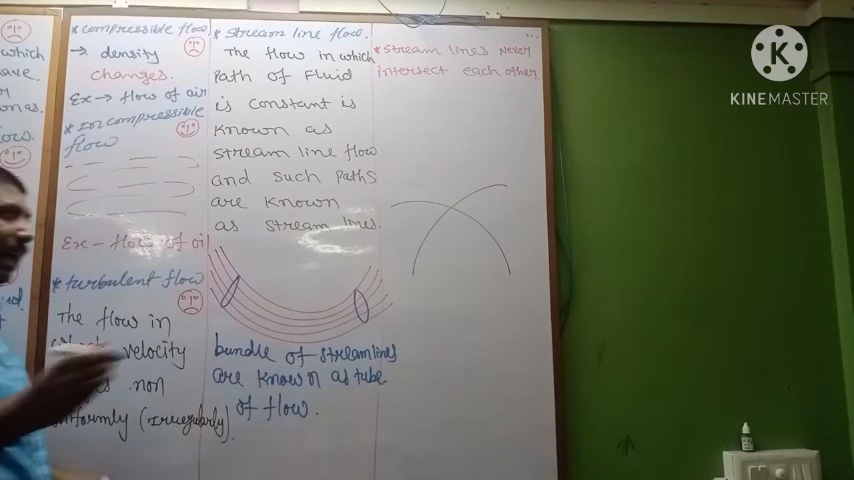 which
ave.
* compressible flow.
→ density
changes.
Ex → flow of air
* Incompressible
flow
Ex - flow of oil
* turbulent flow
The flow in
velocity
non
uniformly (irregularly).
* stream line flow.
The flow in which
Path of Fluid
is constant is
known as
stream line flow
and such Paths
are known
as stream lines.
bundle of streamlines
are known as tube
of flow.
* stream lines never
intersect each other.
K
KINEMASTER